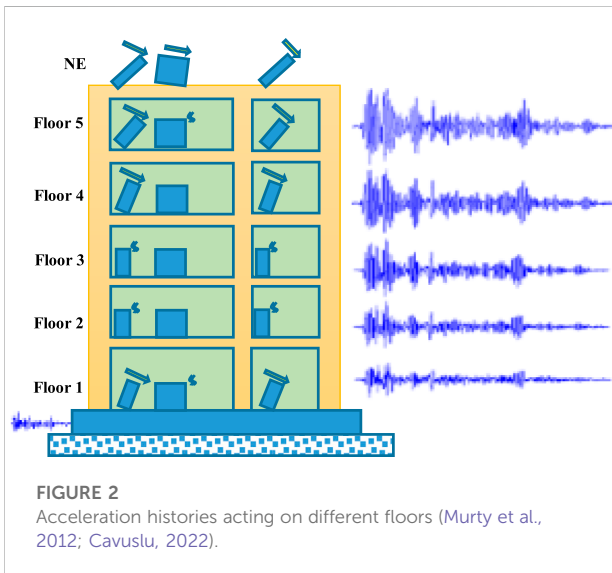 NE
Floor 5
Floor 4
Floor 3
Floor 2
Floor 1
FIGURE 2
Acceleration histories acting on different floors (Murty et al.,
2012; Cavuslu, 2022).